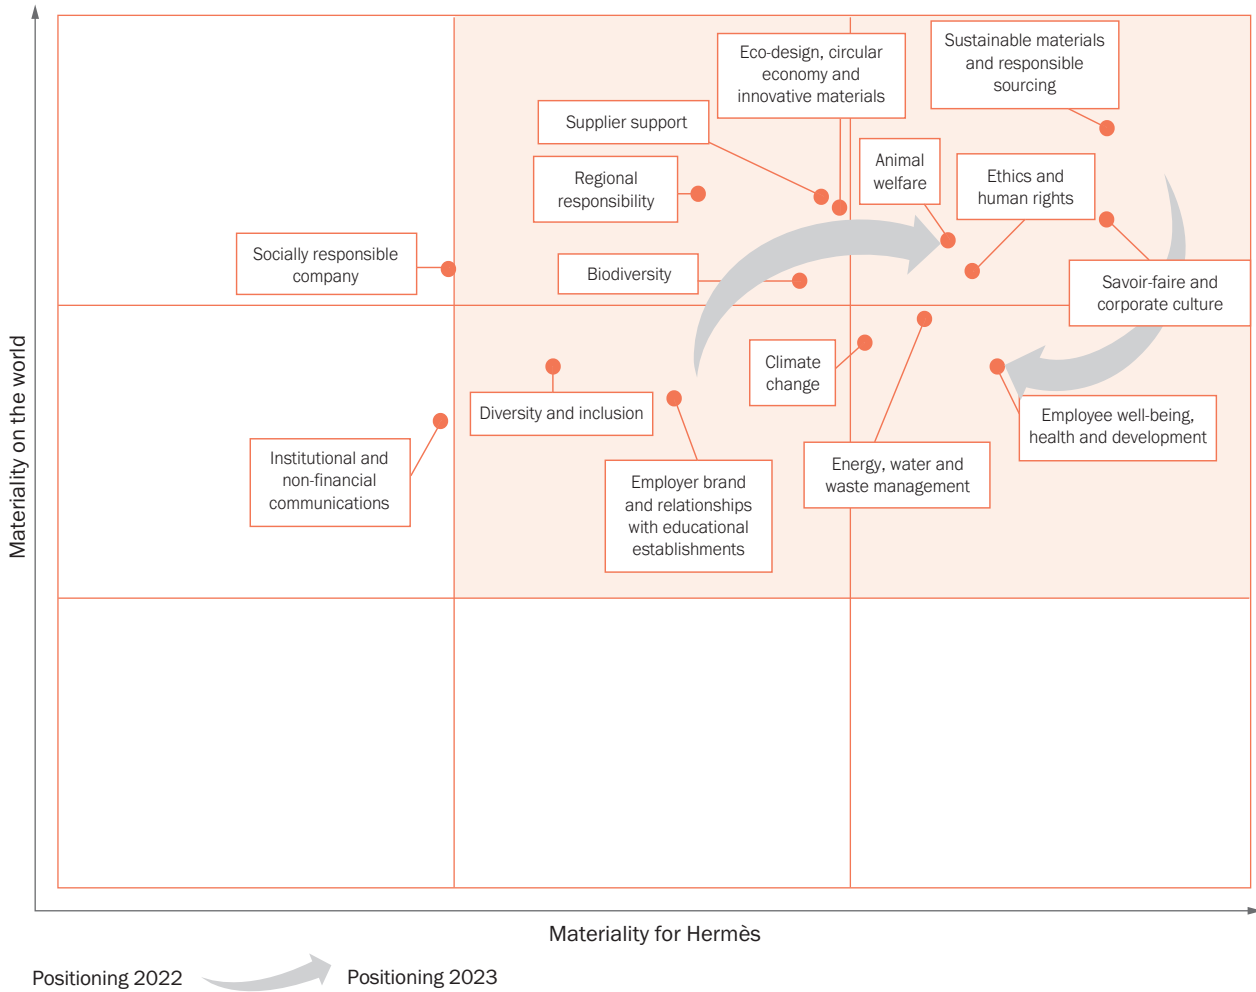 Eco-design, circular
economy and
innovative materials
Sustainable materials
and responsible
sourcing
Supplier support
Animal
welfare
Ethics and
human rights
Regional
responsibility
Socially responsible
company
Biodiversity
Savoir-faire and
corporate culture
Climate
change
Diversity and inclusion
Employee well-being,
health and development
Institutional and
non-financial
communications
Employer brand
and relationships
with educational
establishments
Energy, water and
waste management
Materiality on the world
Materiality for Hermès
Positioning 2022
Positioning 2023